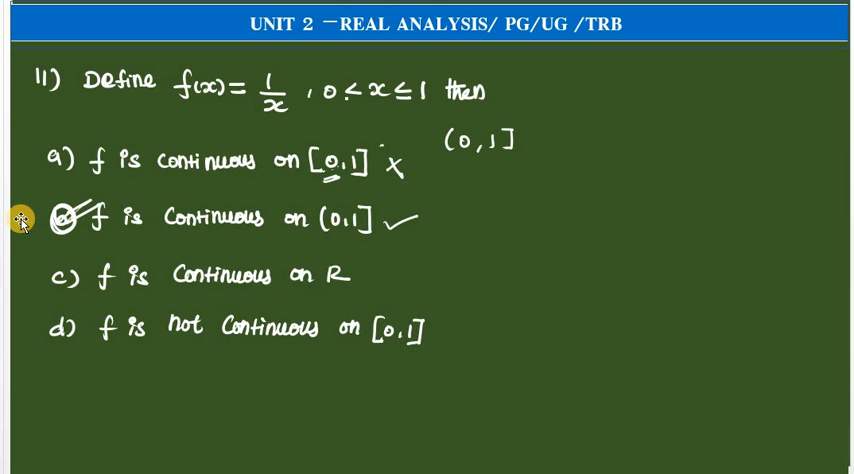 UNIT 2 – REAL ANALYSIS/ PG/UG /TRB
11) Define f(x) = 1/x , 0 < x ≤ 1 then
(0, 1]
a) f is continuous on [0,1] ×
b) f is continuous on (0,1] ✓
c) f is continuous on R
d) f is not continuous on [0,1]